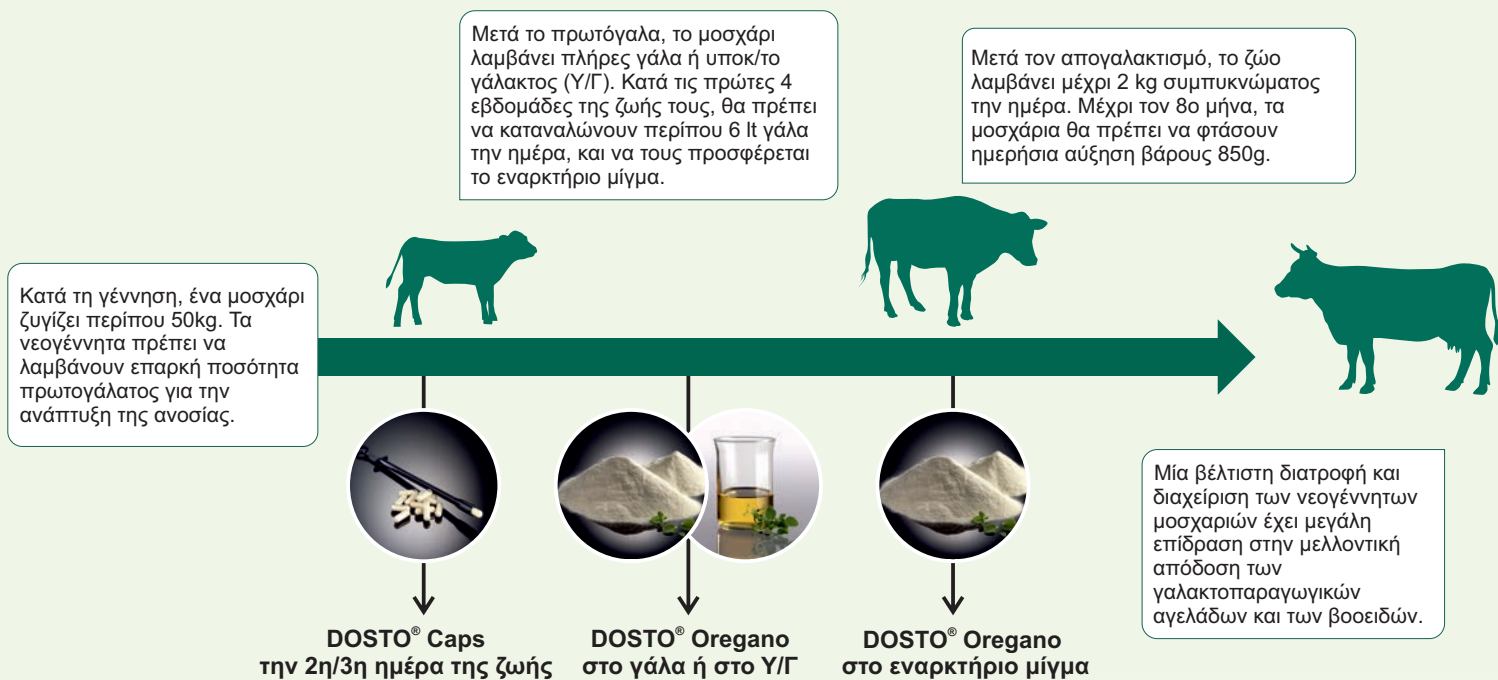 Μετά το πρωτόγαλα, το μοσχάρι
λαμβάνει πλήρες γάλα ή υποκ/το
γάλακτος (Υ/Γ). Κατά τις πρώτες 4
εβδομάδες της ζωής τους, θα πρέπει
να καταναλώνουν περίπου 6 lt γάλα
την ημέρα, και να τους προσφέρεται
το εναρκτήριο μίγμα.
Μετά τον απογαλακτισμό, το ζώο
λαμβάνει μέχρι 2 kg συμπυκνώματος
την ημέρα. Μέχρι τον 8ο μήνα, τα
μοσχάρια θα πρέπει να φτάσουν
ημερήσια αύξηση βάρους 850g.
Κατά τη γέννηση, ένα μοσχάρι
ζυγίζει περίπου 50kg. Τα
νεογέννητα πρέπει να
λαμβάνουν επαρκή ποσότητα
πρωτογάλατος για την
ανάπτυξη της ανοσίας.
Μία βέλτιστη διατροφή και
διαχείριση των νεογέννητων
μοσχαριών έχει μεγάλη
επίδραση στην μελλοντική
απόδοση των
γαλακτοπαραγωγικών
αγελάδων και των βοοειδών.
DOSTO® Caps
την 2η/3η ημέρα της ζωής
DOSTO® Oregano
στο γάλα ή στο Υ/Γ
DOSTO® Oregano
στο εναρκτήριο μίγμα